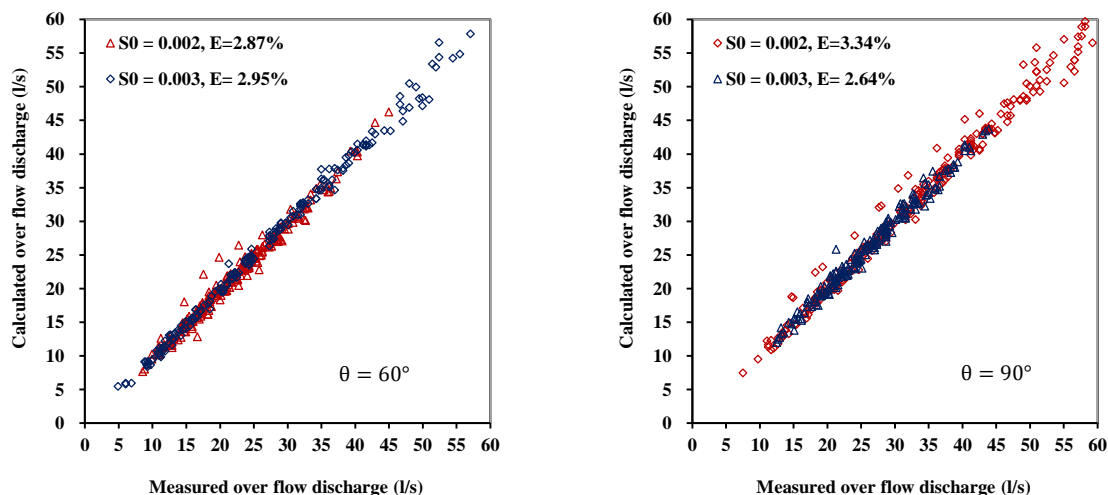 Calculated over flow discharge (l/s)
60
55
50
45
40
35
30
25
20
15
10
5
0
S0 = 0.002, E=2.87%
S0 = 0.003, E= 2.95%
θ = 60°
0 5 10 15 20 25 30 35 40 45 50 55 60
Measured over flow discharge (l/s)
Calculated over flow discharge (l/s)
60
55
50
45
40
35
30
25
20
15
10
5
0
S0 = 0.002, E=3.34%
S0 = 0.003, E= 2.64%
θ = 90°
0 5 10 15 20 25 30 35 40 45 50 55 60
Measured over flow discharge (l/s)